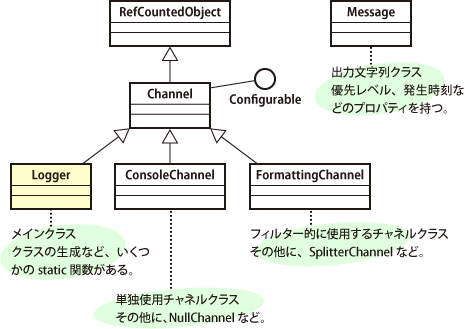 RefCountedObject
Message
出力文字列クラス
優先レベル、発生時刻な
どのプロパティを持つ。
Channel
Configurable
Logger
ConsoleChannel
FormattingChannel
メインクラス
クラスの生成など、いくつ
かの static 関数がある。
フィルター的に使用するチャネルクラス
その他に、SplitterChannel など。
単独使用チャネルクラス
その他に、NullChannel など。